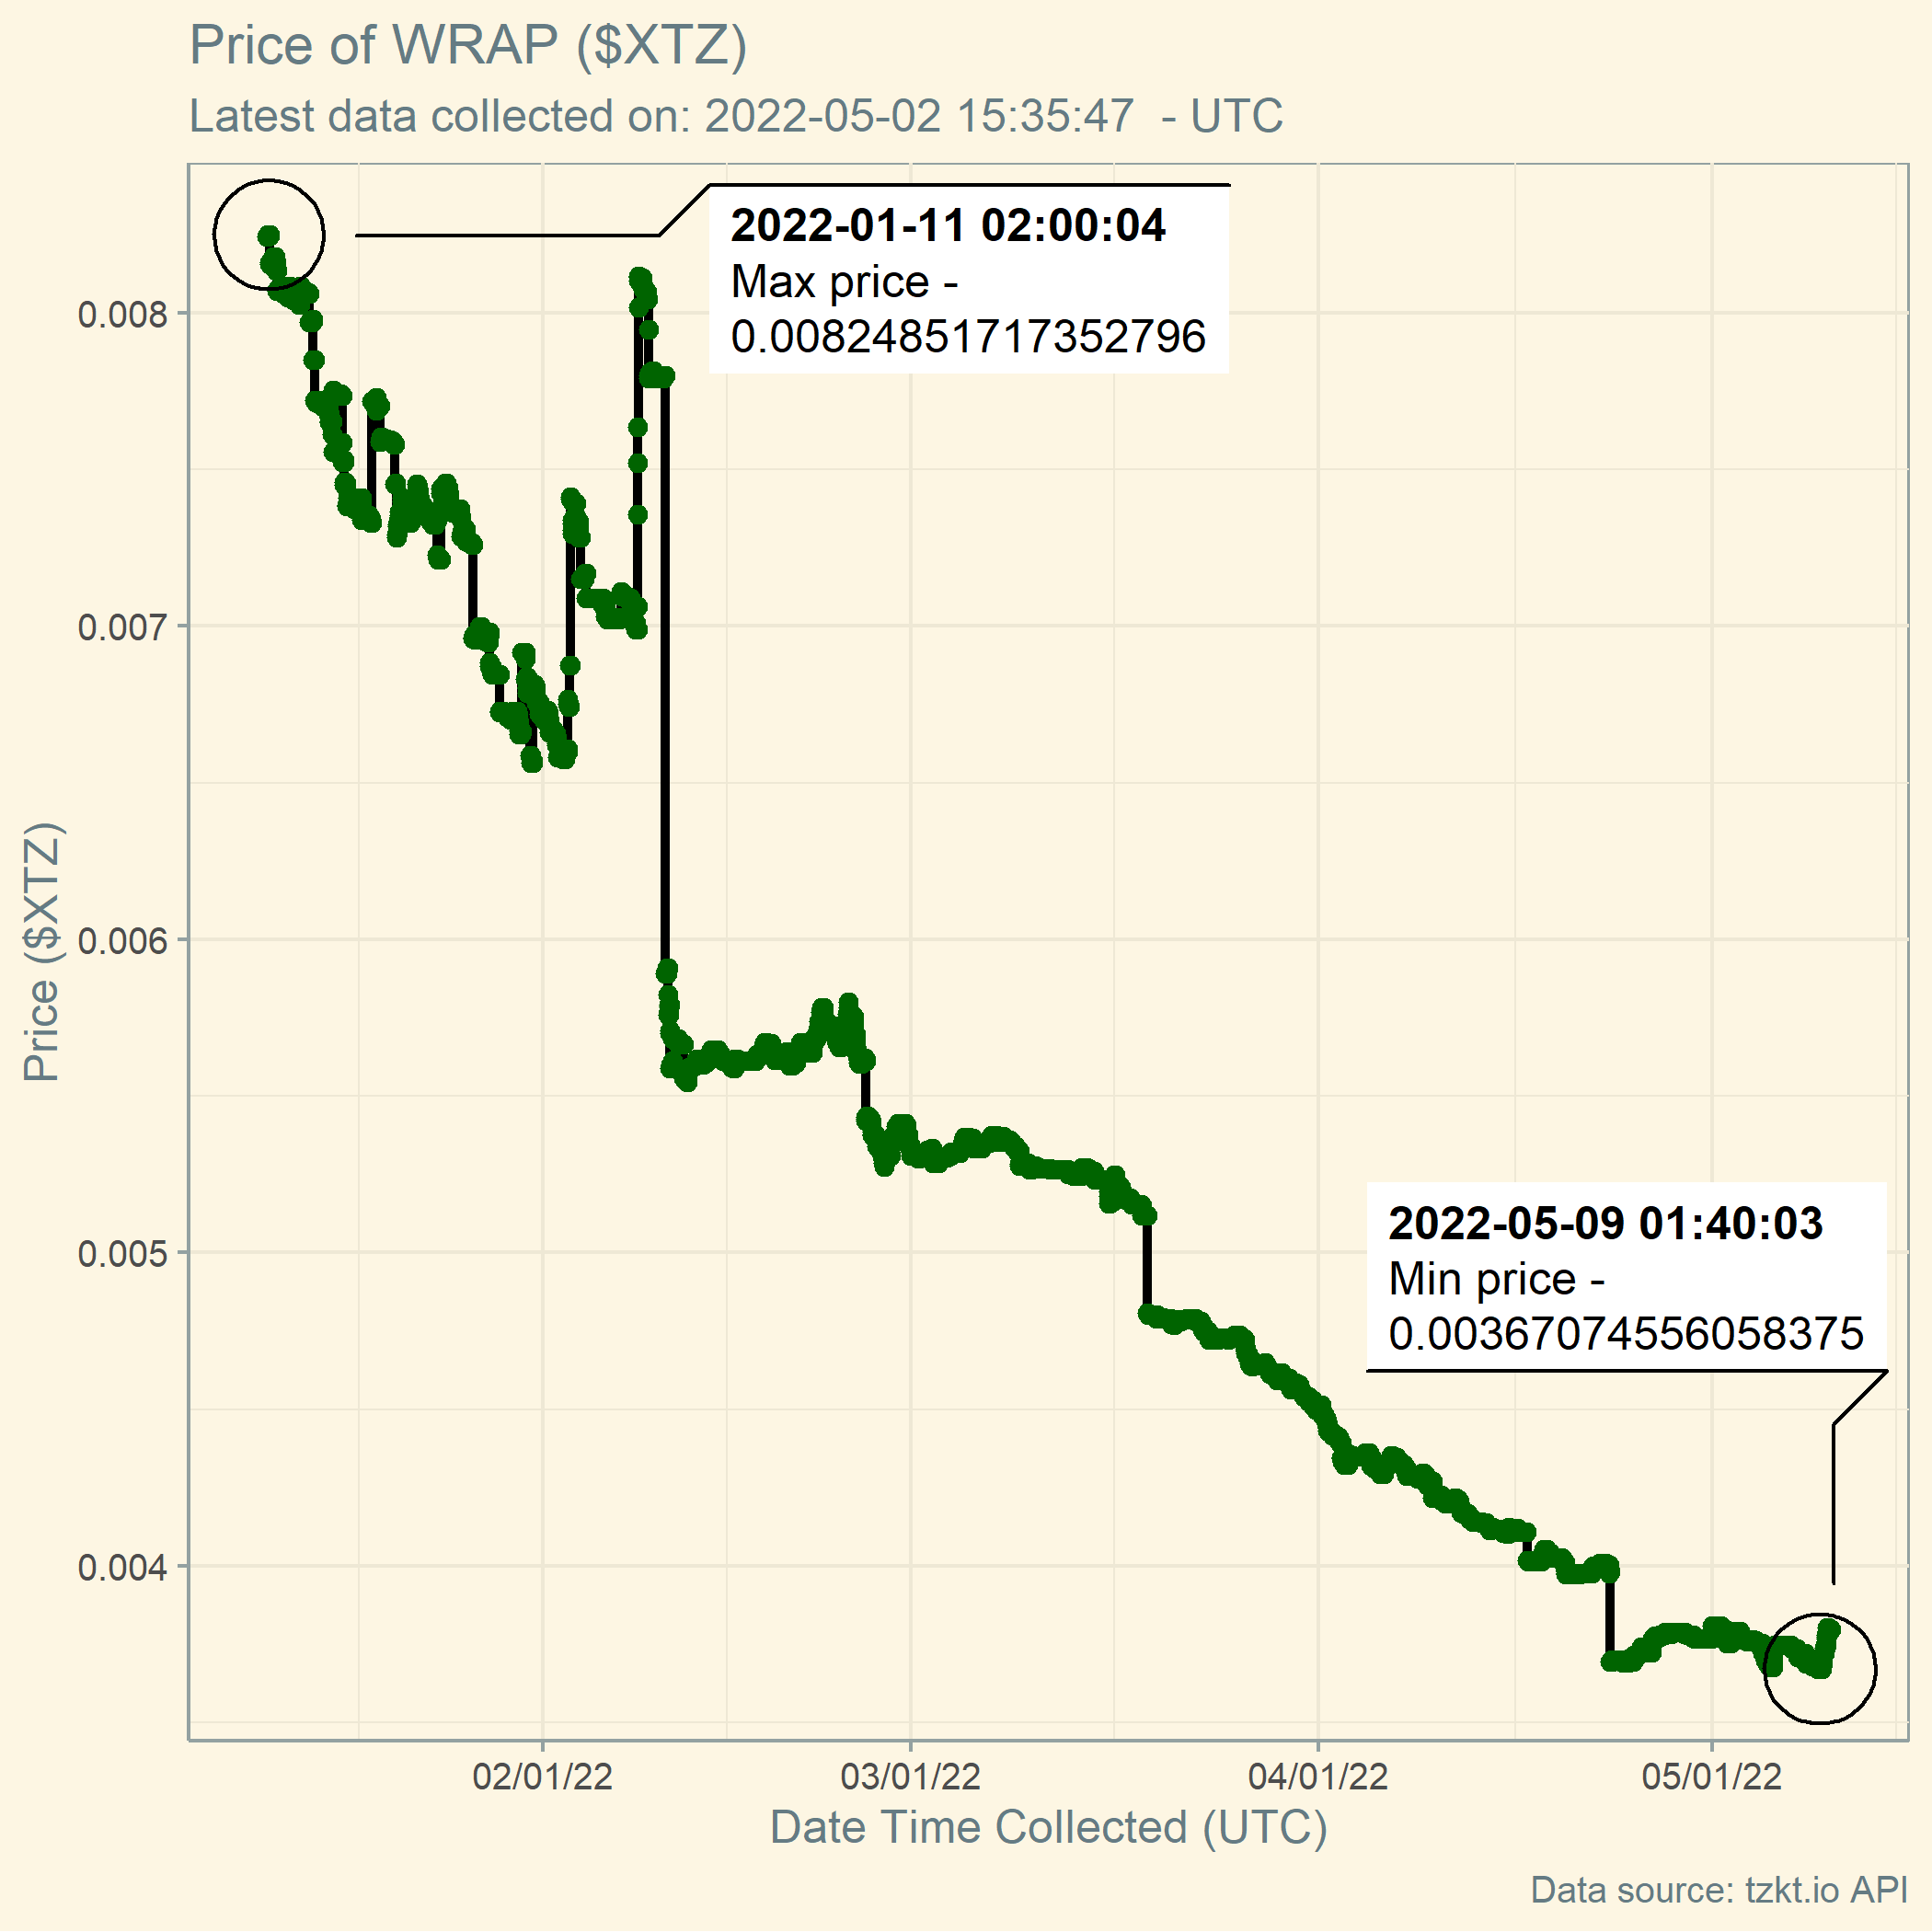 Price of WRAP ($XTZ)
Latest data collected on: 2022-05-02 15:35:47  - UTC
2022-01-11 02:00:04
Max price -
0.00824851717352796
0.008
0.007
0.006
0.005
0.004
Price ($XTZ)
2022-05-09 01:40:03
Min price -
0.00367074556058375
02/01/22
03/01/22
04/01/22
05/01/22
Date Time Collected (UTC)
Data source: tzkt.io API